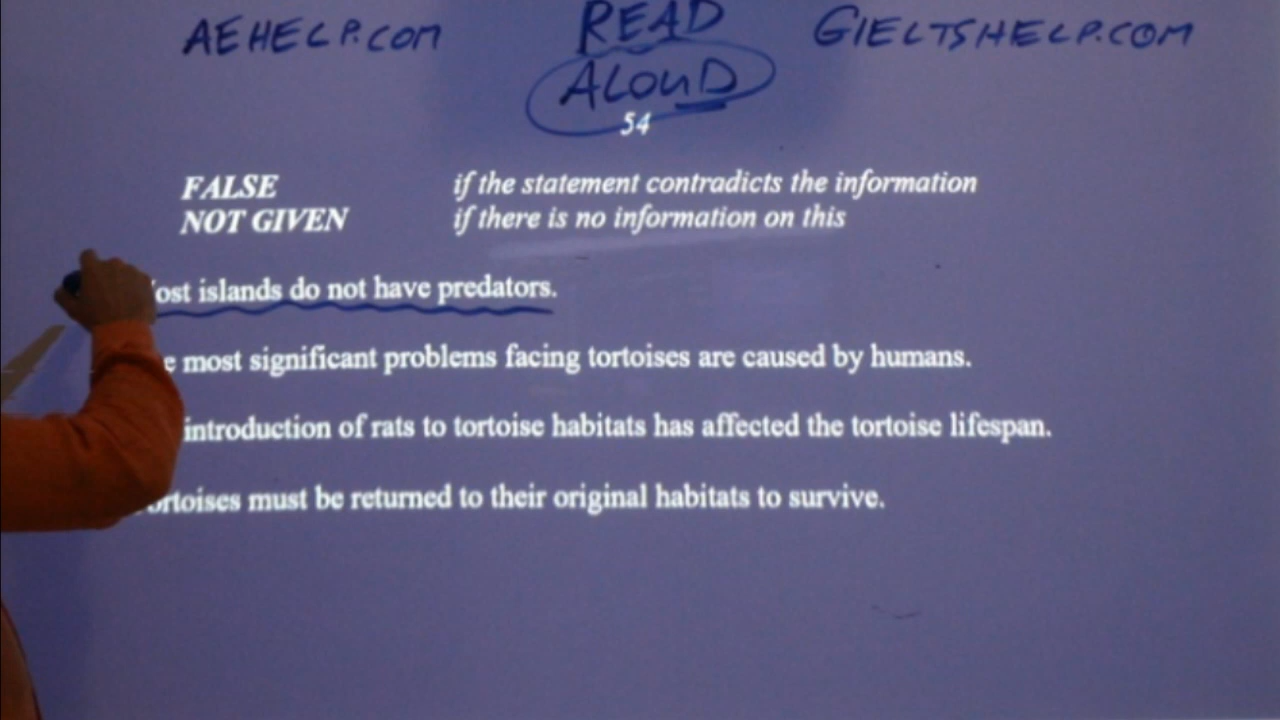 AEHELP.COM READ GIELTSHELP.COM
ALOUD
54
FALSE if the statement contradicts the information
NOT GIVEN if there is no information on this
islands do not have predators.
most significant problems facing tortoises are caused by humans.
introduction of rats to tortoise habitats has affected the tortoise lifespan.
must be returned to their original habitats to survive.